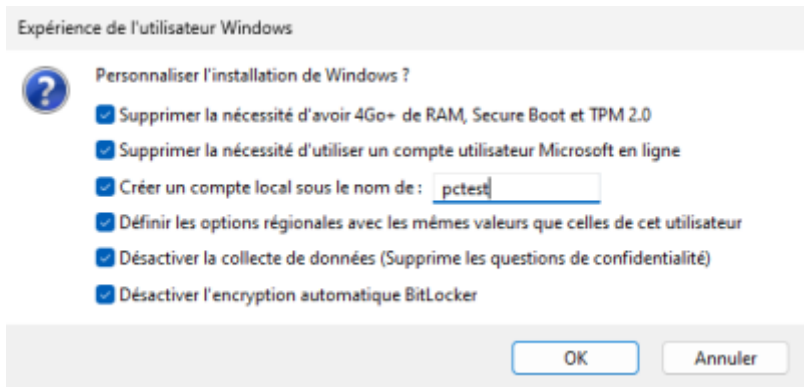 Expérience de l'utilisateur Windows
Personnaliser l'installation de Windows ?
Supprimer la nécessité d'avoir 4Go+ de RAM, Secure Boot et TPM 2.0
Supprimer la nécessité d'utiliser un compte utilisateur Microsoft en ligne
Créer un compte local sous le nom de : pctest
Définir les options régionales avec les mêmes valeurs que celles de cet utilisateur
Désactiver la collecte de données (Supprime les questions de confidentialité)
Désactiver l'encryption automatique BitLocker
OK Annuler